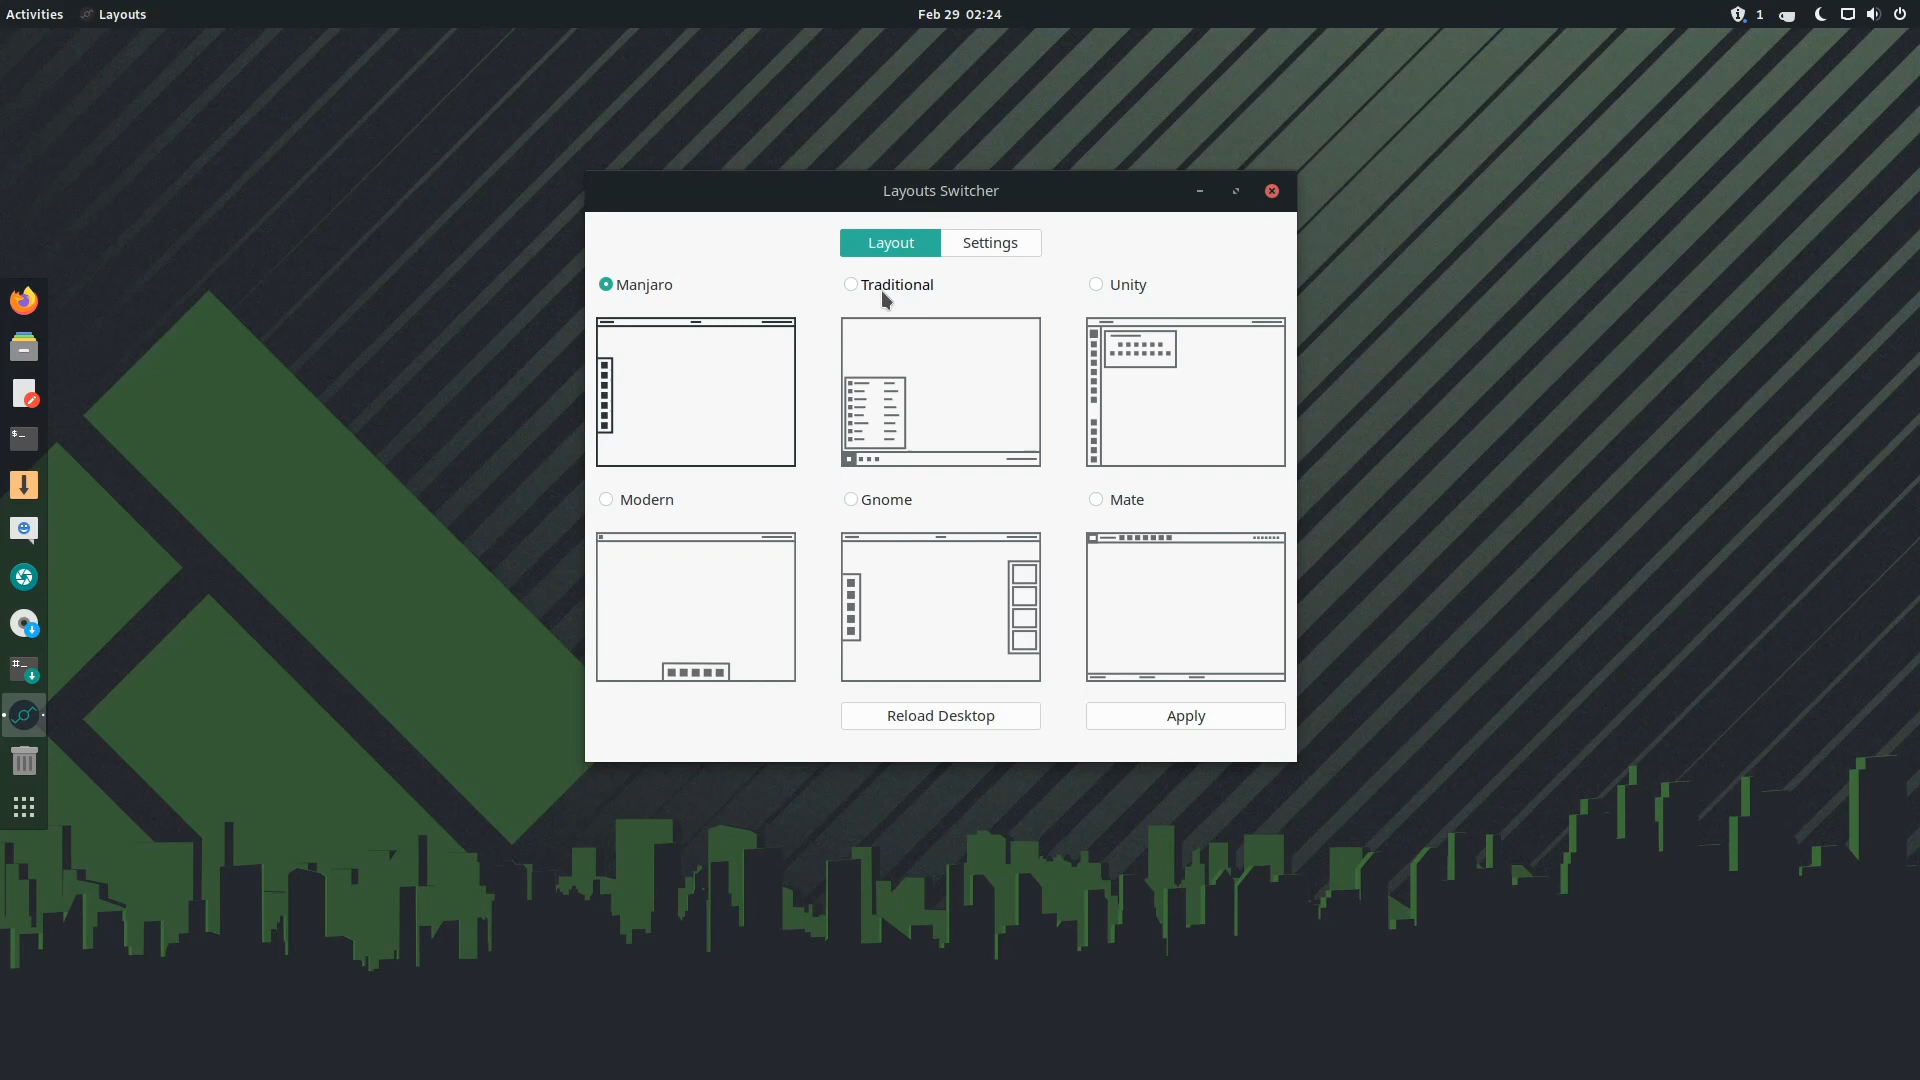 Activities Layouts Feb 29 02:24 1
Layouts Switcher
Layout Settings
Manjaro Traditional Unity
Modern Gnome Mate
Reload Desktop Apply
$_
#_